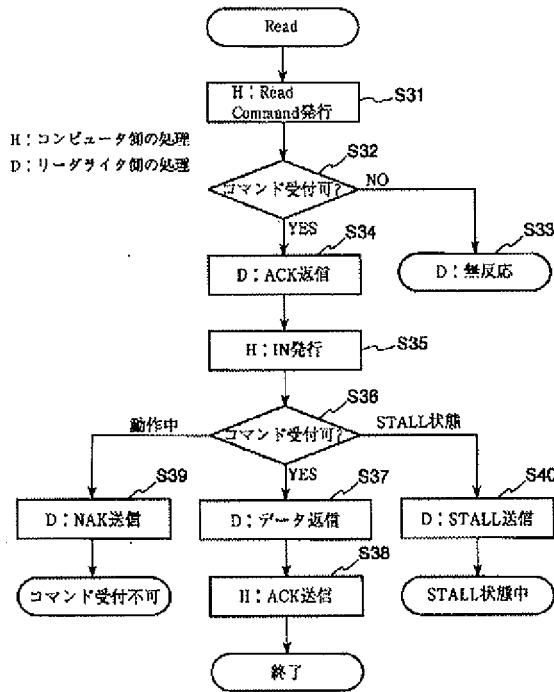 Read
H：Read
Command発行
S31
H：コンピュータ側の処理
D：リーダライタ側の処理
S32
コマンド受付可?
NO
YES
S34
S33
D：ACK返信
D：無反応
H：IN発行
S35
S36
動作中
コマンド受付可?
STALL状態
YES
S39
S37
S40
D：NAK送信
D：データ返信
D：STALL送信
S38
コマンド受付不可
H：ACK送信
STALL状態中
終了